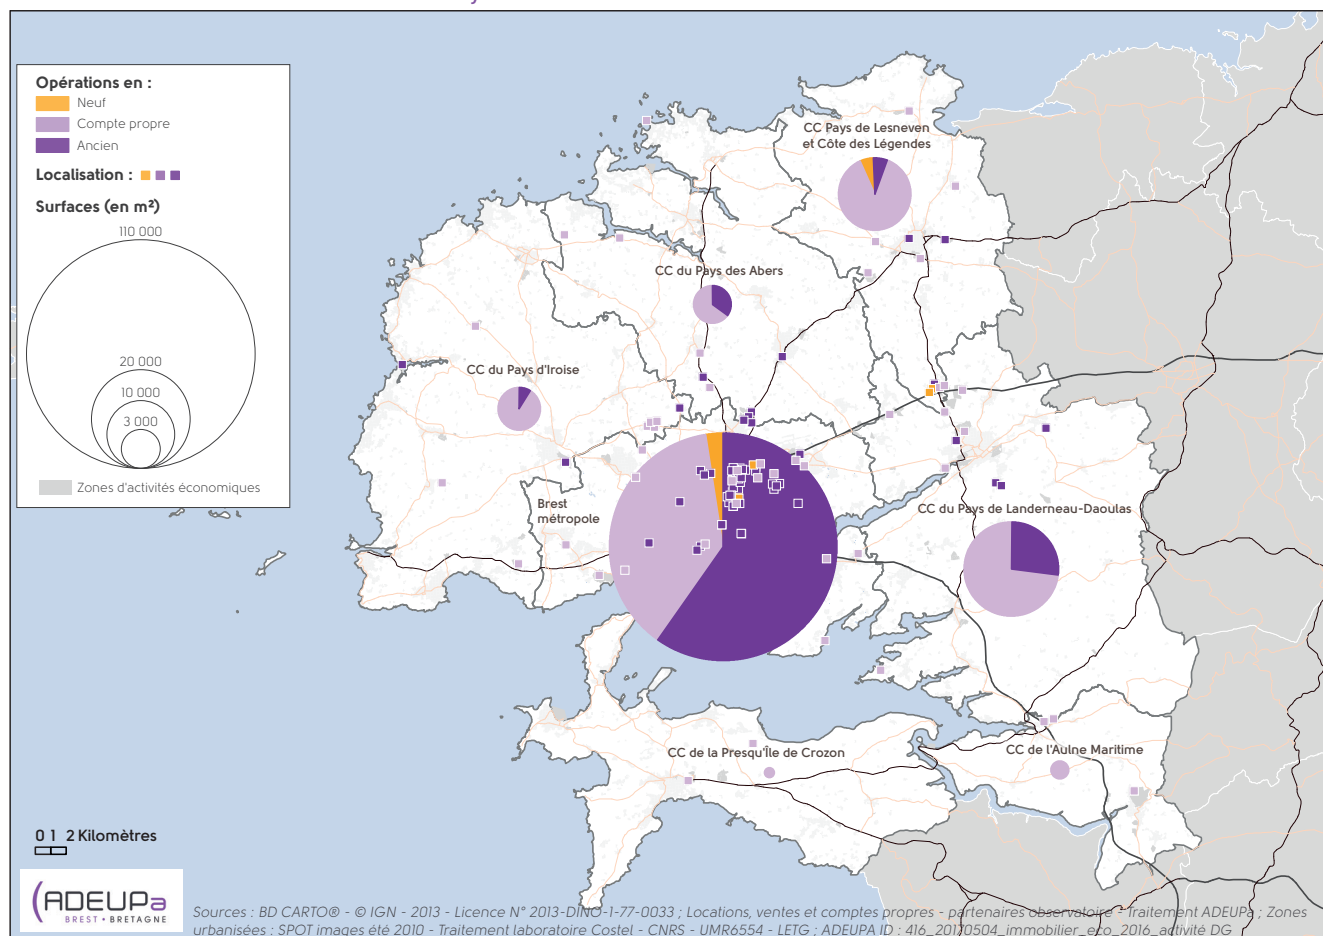 Opérations en :
Neuf
Compte propre
Ancien
Localisation :
Surfaces (en m²)
110 000
20 000
10 000
3 000
Zones d'activités économiques
CC Pays de Lesneven
et Côte des Légendes
CC du Pays des Abers
CC du Pays d'Iroise
Brest
métropole
CC du Pays de Landerneau-Daoulas
CC de la Presqu'Île de Crozon
CC de l'Aulne Maritime
0 1 2 Kilomètres
ADEUPa
BREST • BRETAGNE
Sources : BD CARTO® - © IGN - 2013 - Licence N° 2013-DINO-1-77-0033 ; Locations, ventes et comptes propres - partenaires observatoire - Traitement ADEUPa ; Zones
urbanisées : SPOT images été 2010 - Traitement laboratoire Costel - CNRS - UMR6554 - LETG ; ADEUPA ID : 416_20170504_immobilier_eco_2016_activité DG